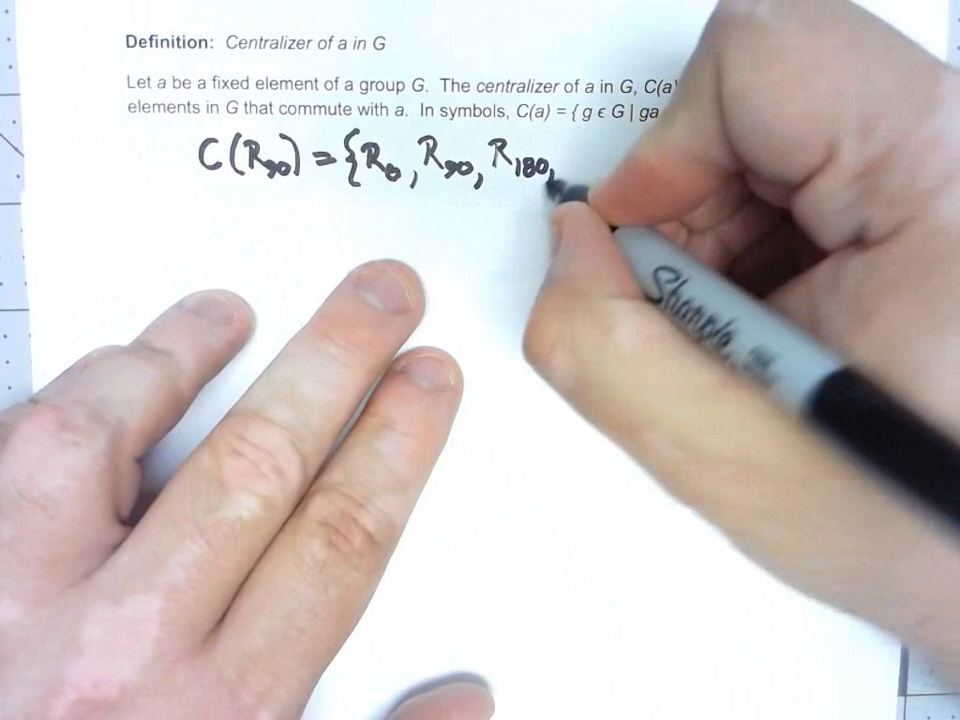 Definition: Centralizer of a in G
Let a be a fixed element of a group G. The centralizer of a in G, C(a
elements in G that commute with a. In symbols, C(a) = { g ϵ G | ga
C(R₉₀) = {R₀, R₉₀, R₁₈₀,
Sharpie